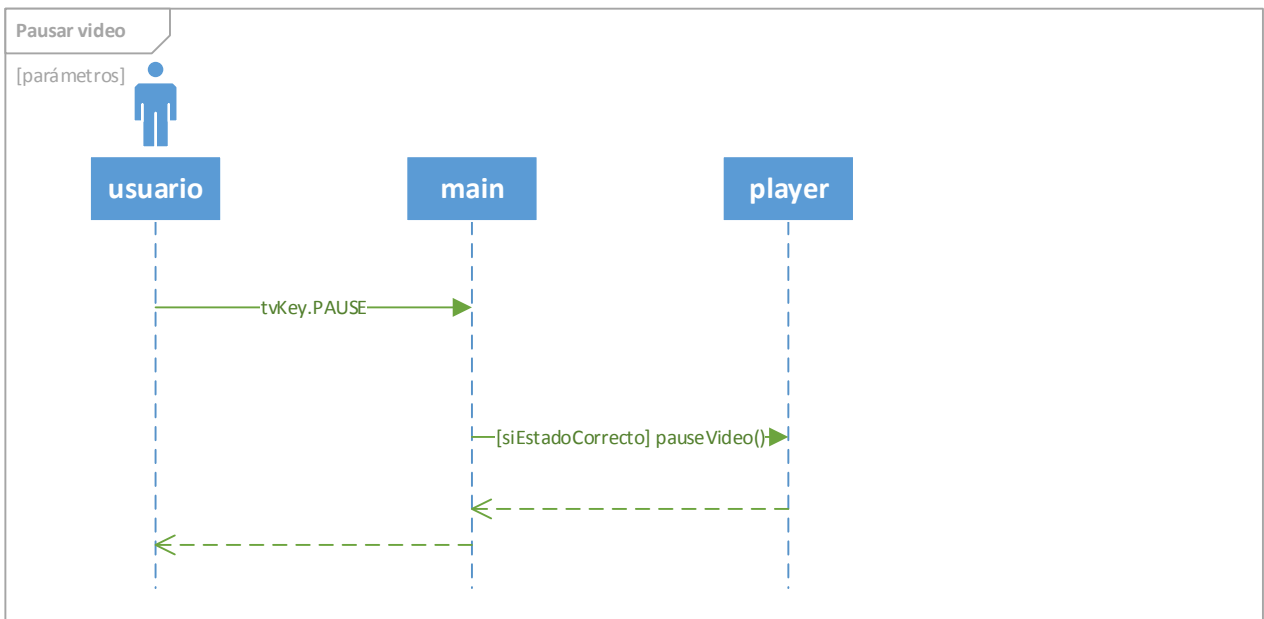 Pausar video
[parámetros]
usuario
main
player
tvKey.PAUSE
[siEstadoCorrecto] pauseVideo()